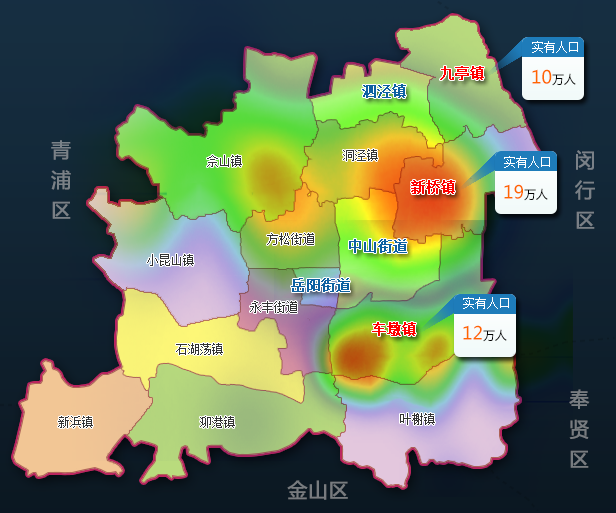 实有人口
10万人
九亭镇
泗泾镇
青浦区
佘山镇
洞泾镇
实有人口
19万人
闵行区
新桥镇
方松街道
中山街道
小昆山镇
岳阳街道
永丰街道
实有人口
12万人
车墩镇
石湖荡镇
新浜镇
泖港镇
叶榭镇
奉贤区
金山区